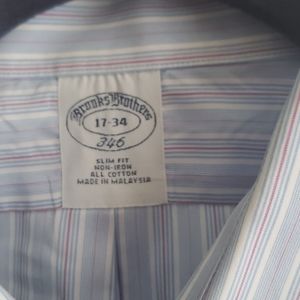 Brooks Brothers
17-34
346
SLIM FIT
NON-IRON
ALL COTTON
MADE IN MALAYSIA